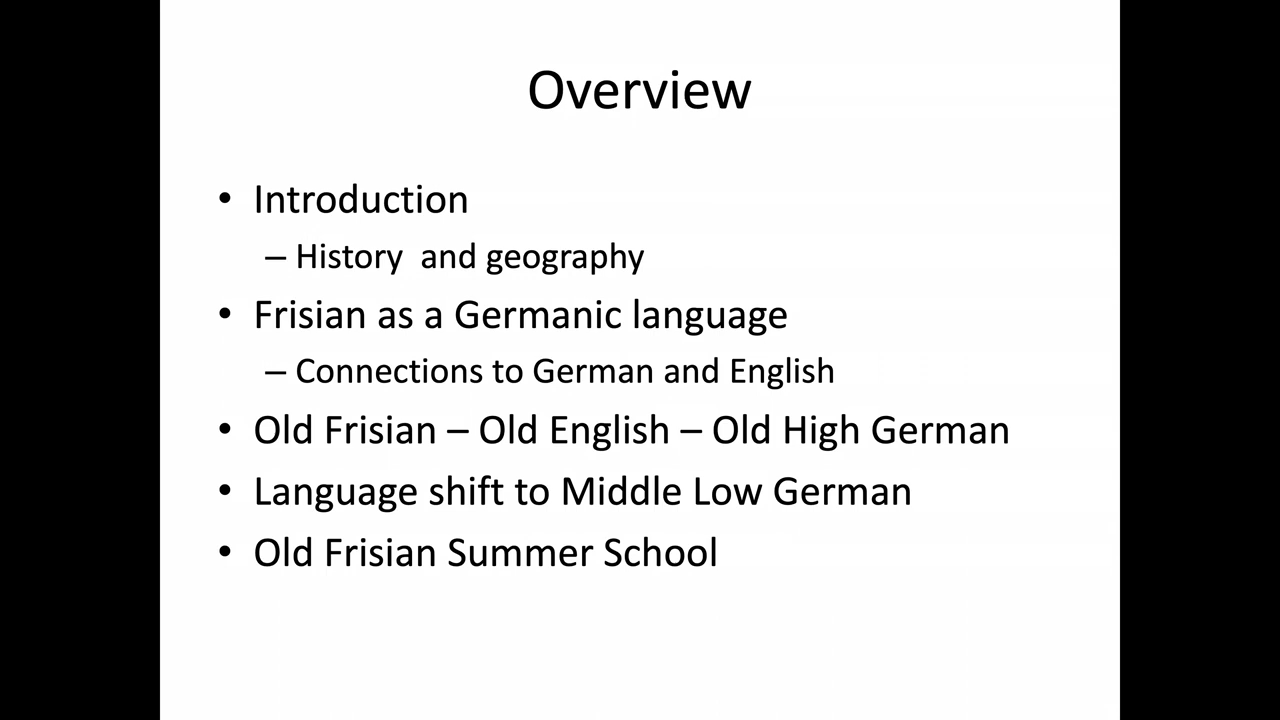 Overview
• Introduction
– History  and geography
• Frisian as a Germanic language
– Connections to German and English
• Old Frisian – Old English – Old High German
• Language shift to Middle Low German
• Old Frisian Summer School